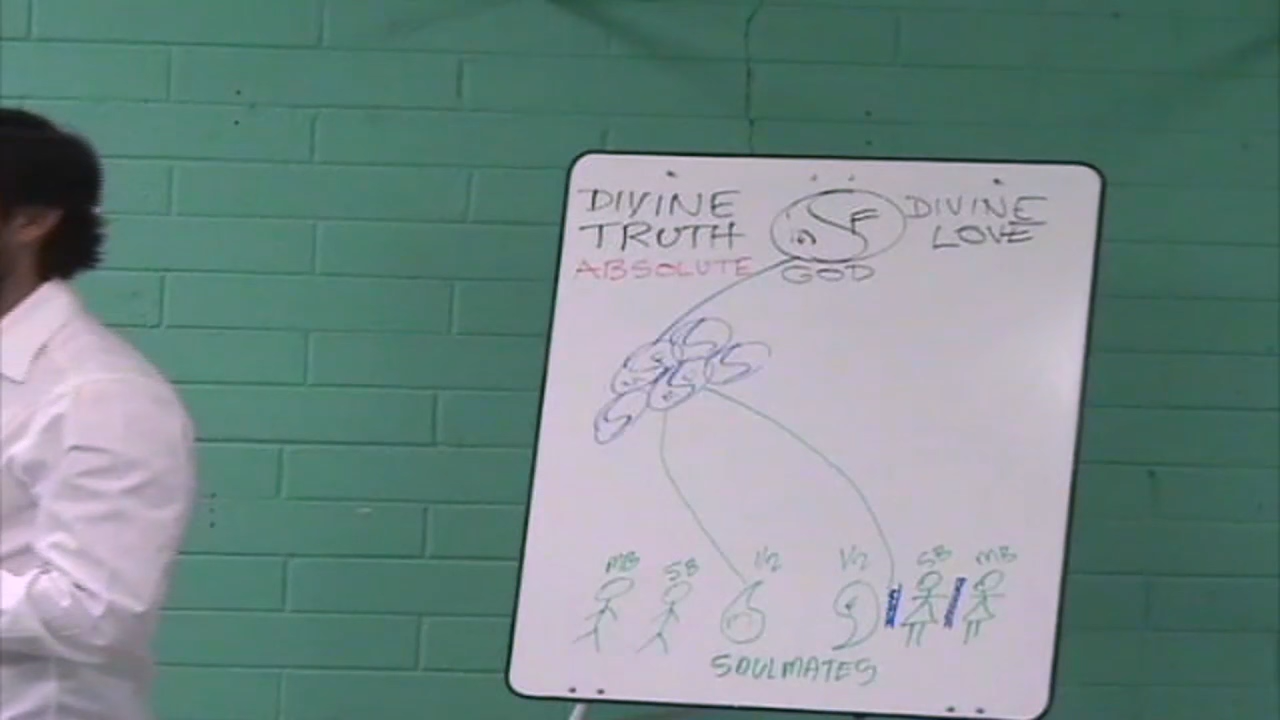 DIVINE TRUTH
ABSOLUTE
M F
GOD
DIVINE LOVE
MB SB 1/2 1/2 SB MB
SOULMATES